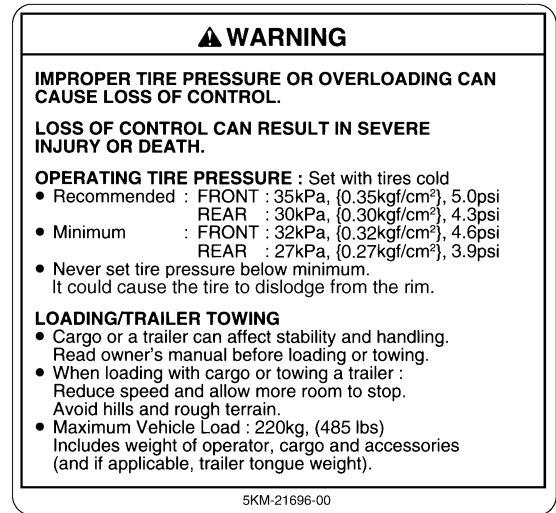 WARNING
IMPROPER TIRE PRESSURE OR OVERLOADING CAN
CAUSE LOSS OF CONTROL.
LOSS OF CONTROL CAN RESULT IN SEVERE
INJURY OR DEATH.
OPERATING TIRE PRESSURE : Set with tires cold
● Recommended : FRONT : 35kPa, {0.35kgf/cm²}, 5.0psi
REAR : 30kPa, {0.30kgf/cm²}, 4.3psi
● Minimum : FRONT : 32kPa, {0.32kgf/cm²}, 4.6psi
REAR : 27kPa, {0.27kgf/cm²}, 3.9psi
● Never set tire pressure below minimum.
It could cause the tire to dislodge from the rim.
LOADING/TRAILER TOWING
● Cargo or a trailer can affect stability and handling.
Read owner's manual before loading or towing.
● When loading with cargo or towing a trailer :
Reduce speed and allow more room to stop.
Avoid hills and rough terrain.
● Maximum Vehicle Load : 220kg, (485 lbs)
Includes weight of operator, cargo and accessories
(and if applicable, trailer tongue weight).
5KM-21696-00